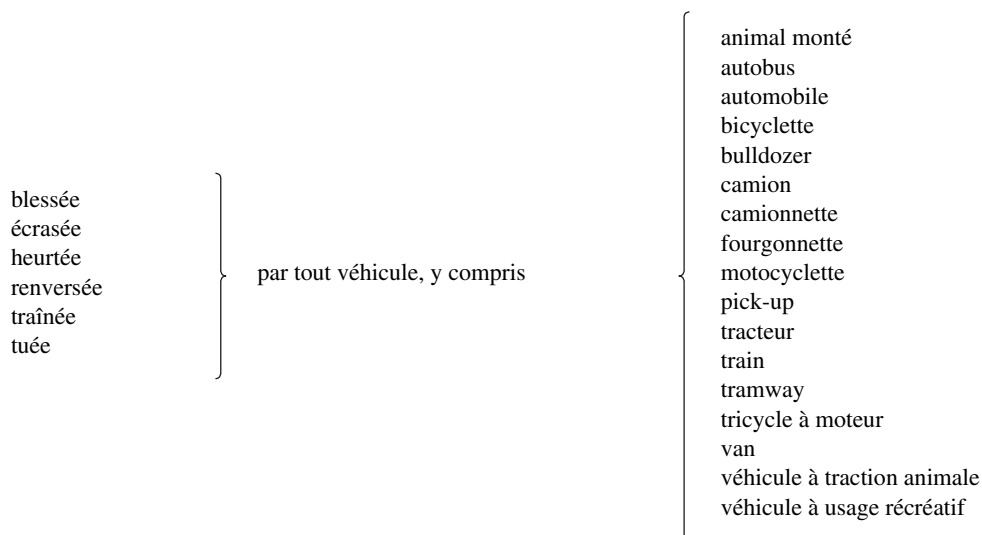 blessée
écrasée
heurtée
renversée
traînée
tuée
par tout véhicule, y compris
animal monté
autobus
automobile
bicyclette
bulldozer
camion
camionnette
fourgonnette
motocyclette
pick-up
tracteur
train
tramway
tricycle à moteur
van
véhicule à traction animale
véhicule à usage récréatif